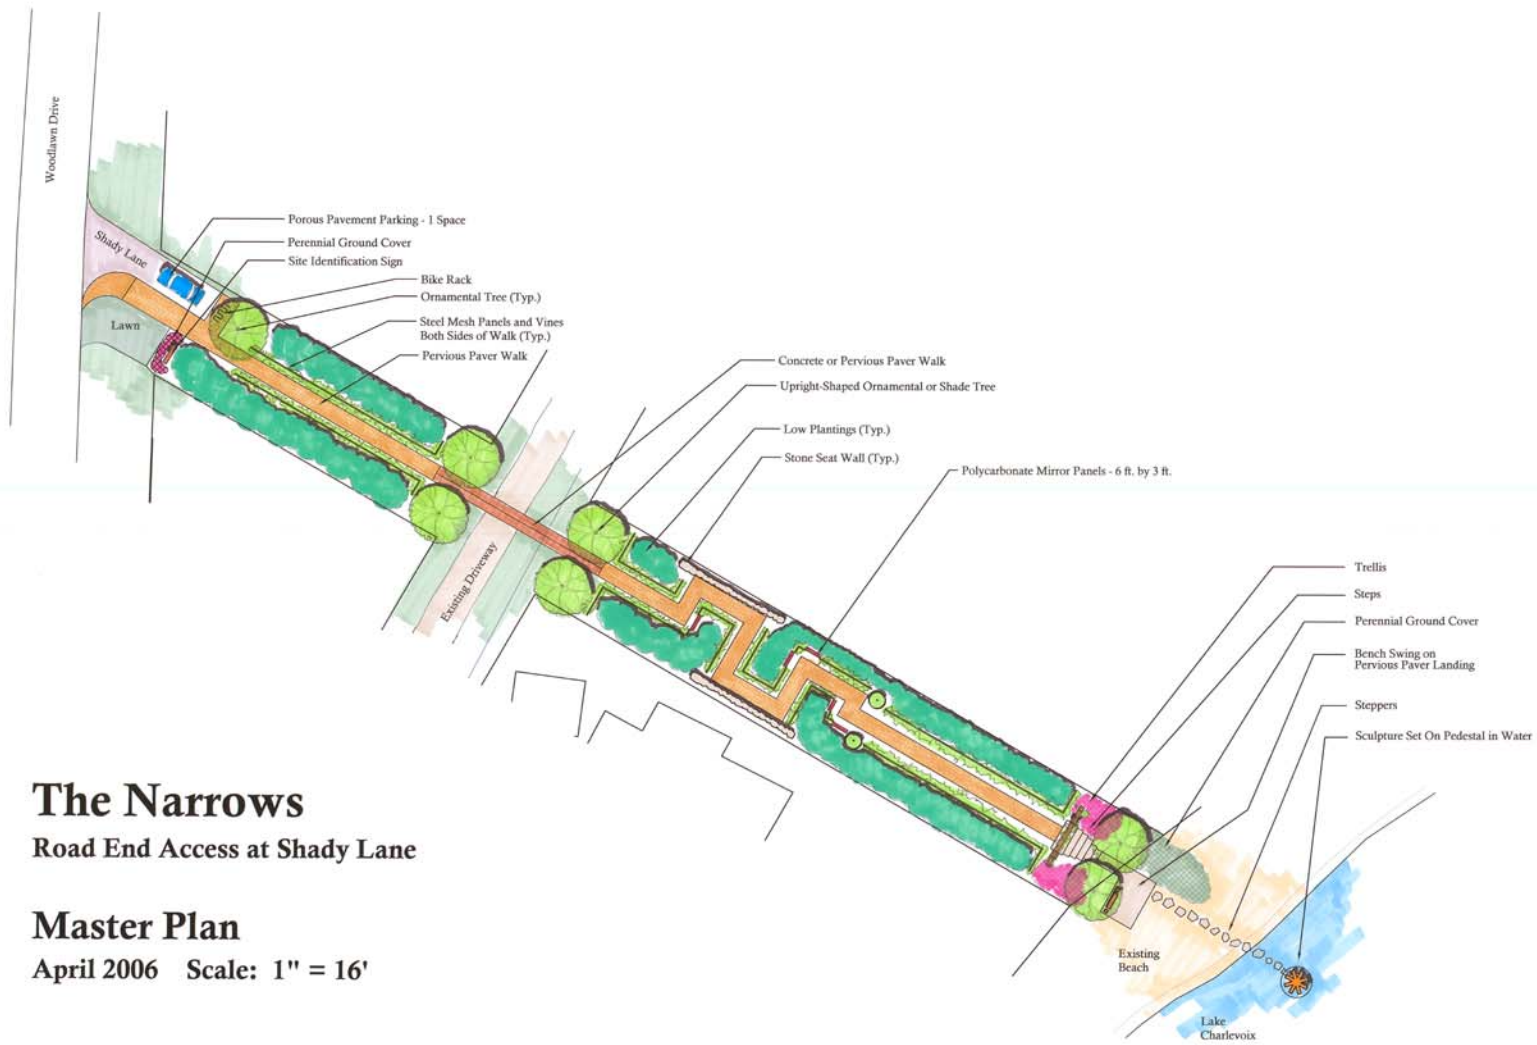 Woodlawn Drive
Shady Lane
Lawn
Porous Pavement Parking - 1 Space
Perennial Ground Cover
Site Identification Sign
Bike Rack
Ornamental Tree (Typ.)
Steel Mesh Panels and Vines
Both Sides of Walk (Typ.)
Pervious Paver Walk
Concrete or Pervious Paver Walk
Upright-Shaped Ornamental or Shade Tree
Low Plantings (Typ.)
Stone Seat Wall (Typ.)
Polycarbonate Mirror Panels - 6 ft. by 3 ft.
Existing Driveway
Trellis
Steps
Perennial Ground Cover
Bench Swing on
Pervious Paver Landing
Steppers
Sculpture Set On Pedestal in Water
Existing
Beach
Lake
Charlevoix
The Narrows
Road End Access at Shady Lane
Master Plan
April 2006 Scale: 1" = 16'